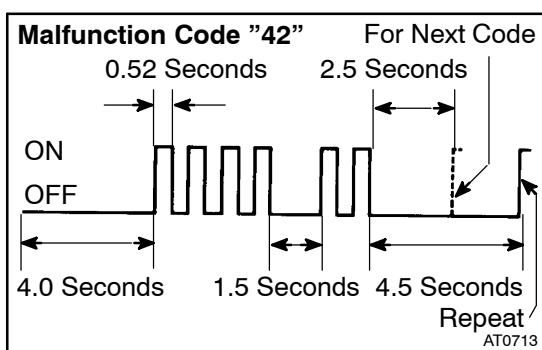 Malfunction Code ”42” For Next Code
0.52 Seconds 2.5 Seconds
ON
OFF
4.0 Seconds 1.5 Seconds 4.5 Seconds
Repeat
AT0713